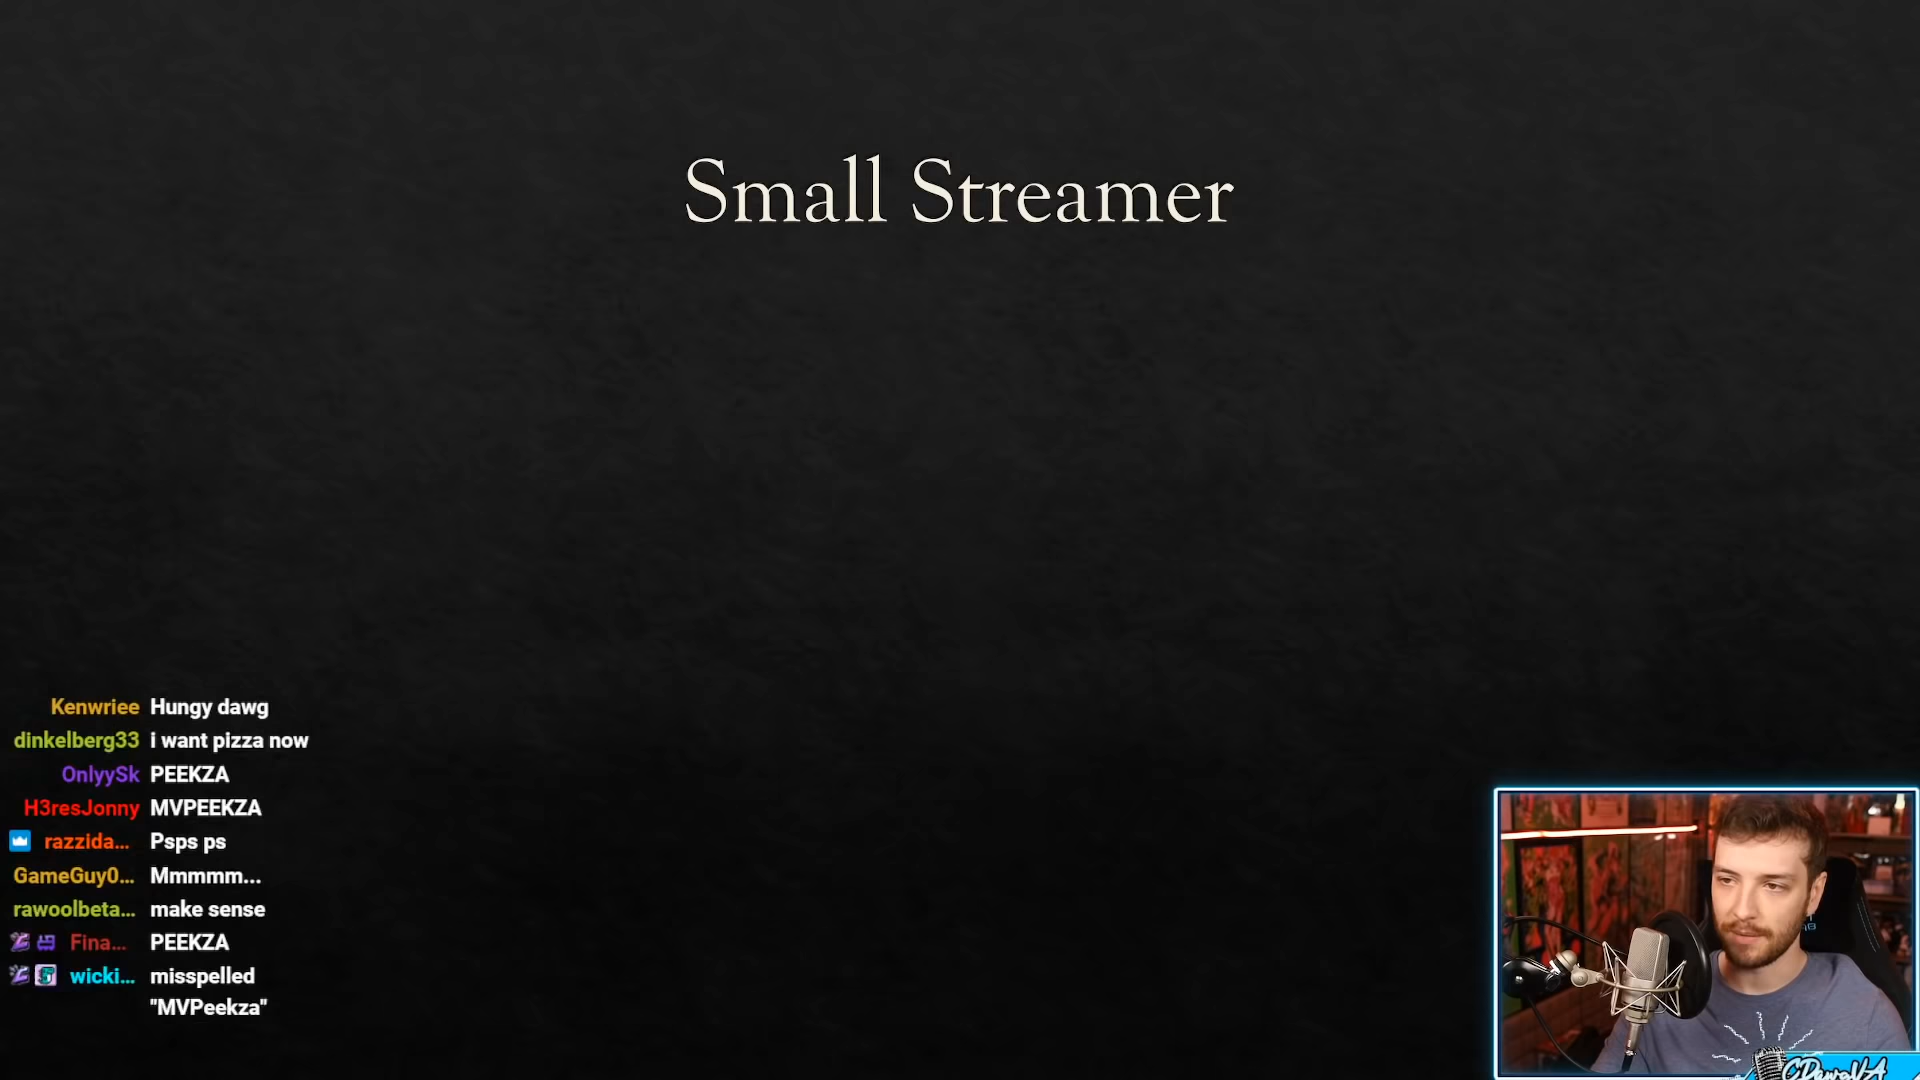 Small Streamer
Kenwriee Hungy dawg
dinkelberg33 i want pizza now
OnlyySk PEEKZA
H3resJonny MVPEEKZA
razzida... Psps ps
GameGuy0... Mmmmm...
rawoolbeta... make sense
Fina... PEEKZA
wicki... misspelled
"MVPeekza"
CDawgVA